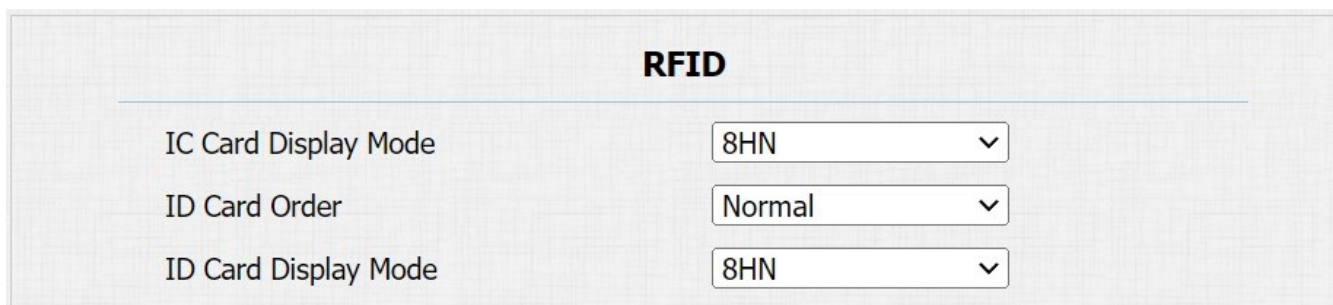 RFID
IC Card Display Mode 8HN
ID Card Order Normal
ID Card Display Mode 8HN